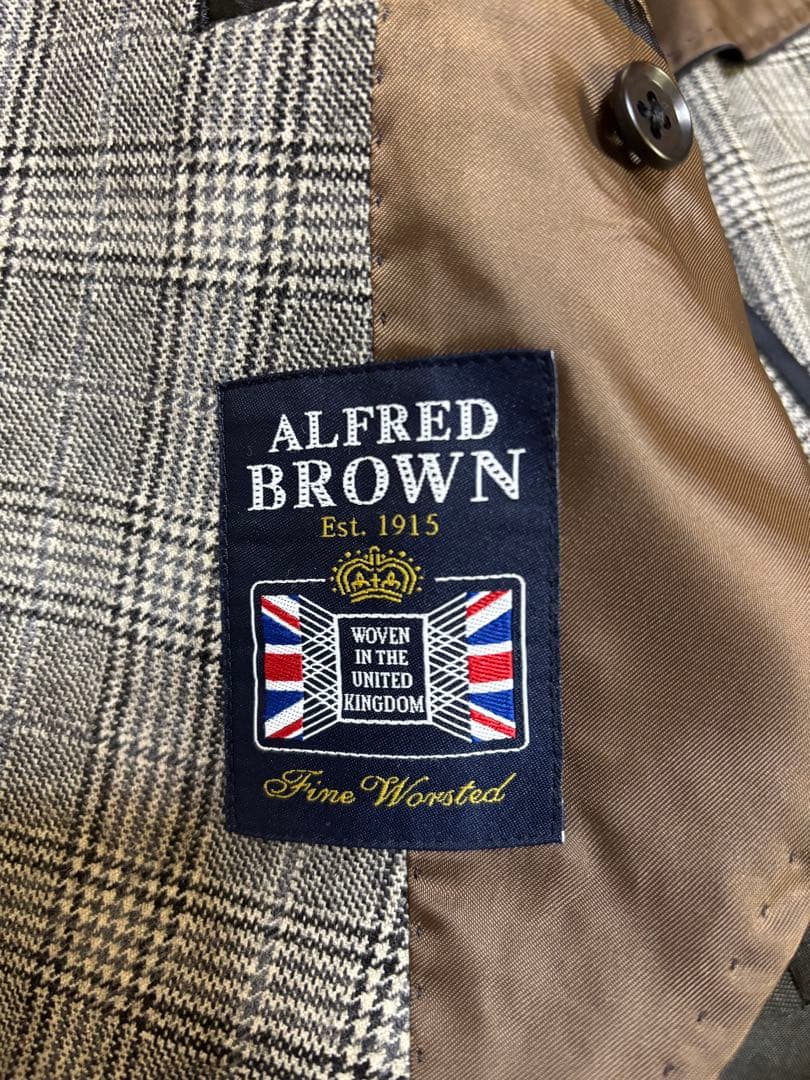 ALFRED
BROWN
Est. 1915
WOVEN
IN THE
UNITED
KINGDOM
Fine Worsted